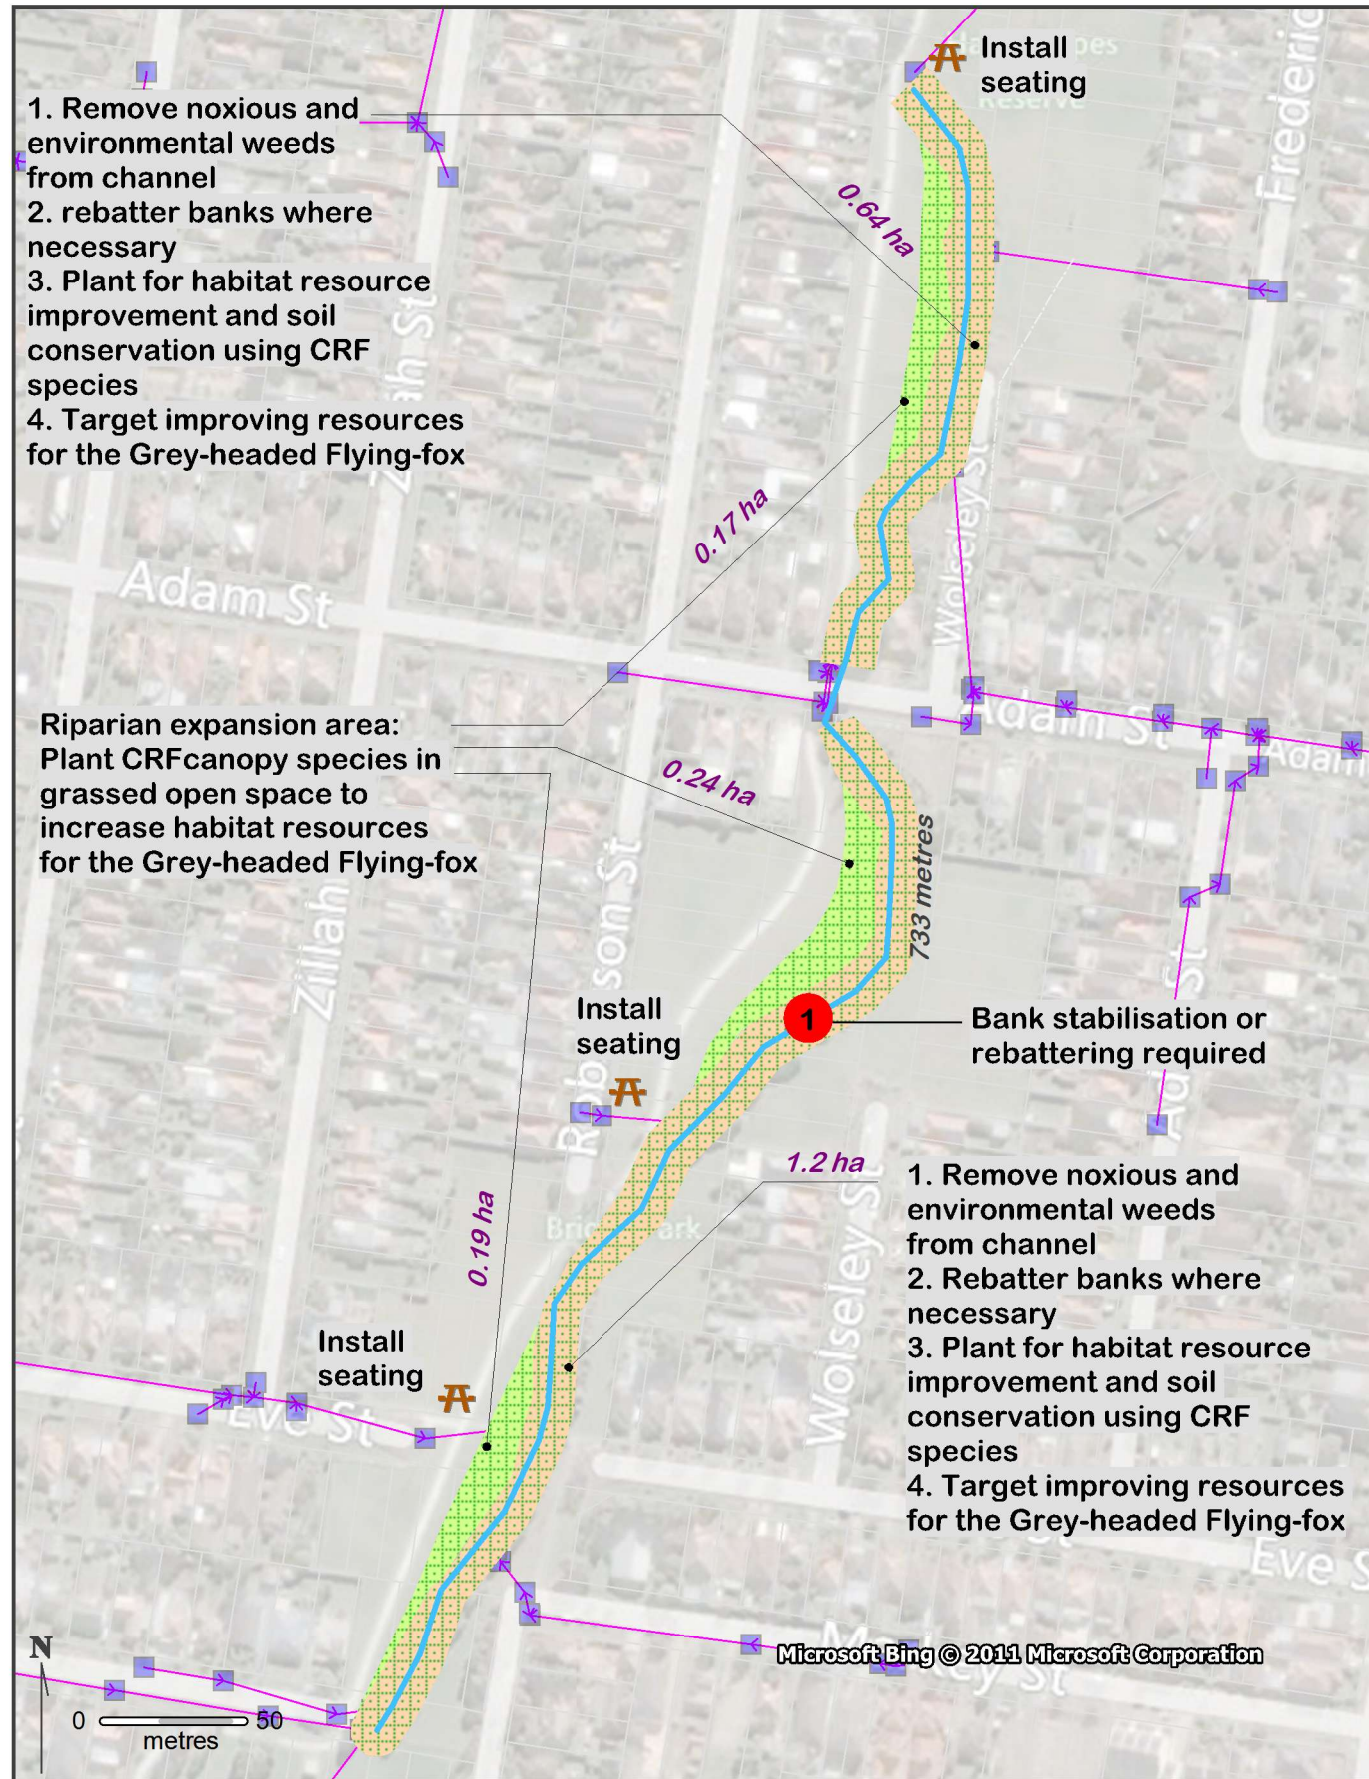 Install
seating
Reserve
Frederic
1. Remove noxious and
environmental weeds
from channel
2. rebatter banks where
necessary
3. Plant for habitat resource
improvement and soil
conservation using CRF
species
4. Target improving resources
for the Grey-headed Flying-fox
0.64 ha
0.17 ha
Adam St
Wolseley St
Adam St
Adam
Riparian expansion area:
Plant CRFcanopy species in
grassed open space to
increase habitat resources
for the Grey-headed Flying-fox
0.24 ha
733 metres
Zillah
son St
Install
seating
1
Bank stabilisation or
rebattering required
1.2 ha
0.19 ha
Wolseley St
1. Remove noxious and
environmental weeds
from channel
2. Rebatter banks where
necessary
3. Plant for habitat resource
improvement and soil
conservation using CRF
species
4. Target improving resources
for the Grey-headed Flying-fox
Install
seating
Eve St
Eve S
N
Microsoft Bing © 2011 Microsoft Corporation
0 50
metres